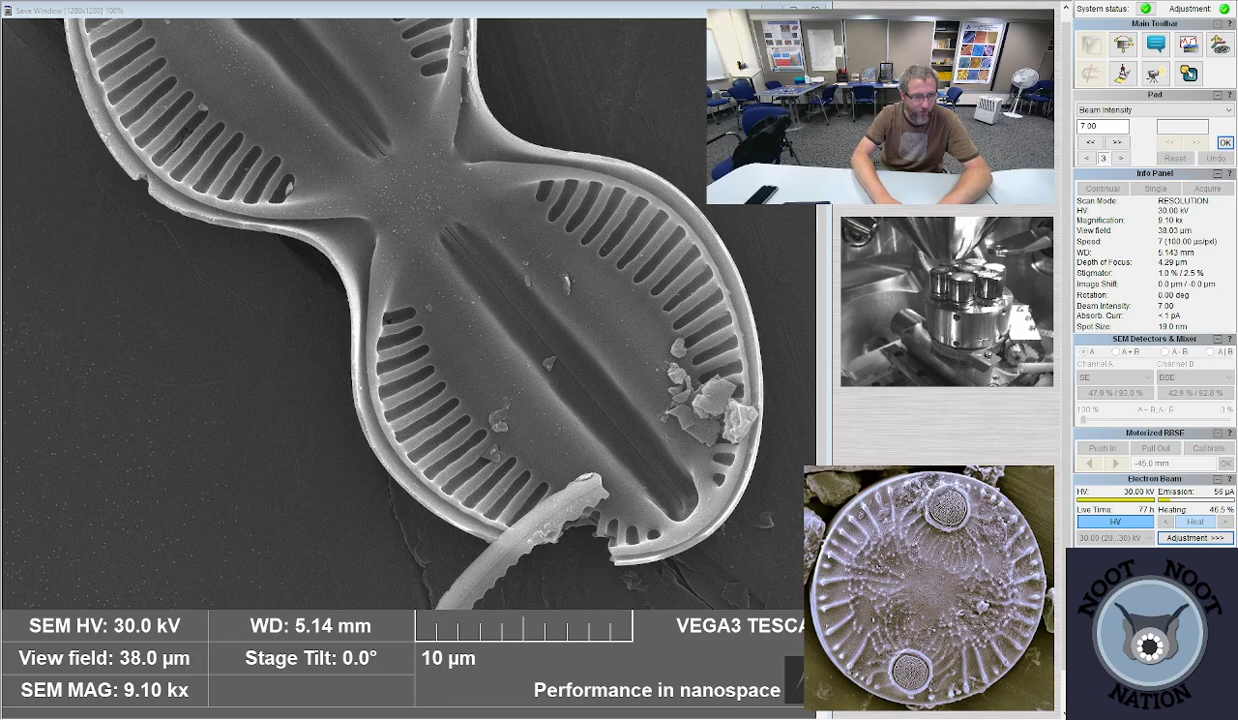 Save Window [1280x1280] 100%
System status: Adjustment:
Main Toolbar
Pad
Beam Intensity
7.00
<< >> << >> OK
< 3 > Reset Undo
Info Panel
Continual Single Acquire
Scan Mode: RESOLUTION
HV: 30.00 kV
Magnification: 9.10 kx
View field: 38.03 µm
Speed: 7 (100.00 µs/pxl)
WD: 5.143 mm
Depth of Focus: 4.29 µm
Stigmator: 1.0 % / 2.5 %
Image Shift: 0.0 µm / -0.0 µm
Rotation: 0.00 deg
Beam Intensity: 7.00
Absorb. Curr: < 1 pA
Spot Size: 19.0 nm
SEM Detectors & Mixer
A A + B A - B A | B
Channel A Channel B
SE BSE
47.9 % / 93.0 % 42.9 % / 92.8 %
100 % A - B, A - B 0 %
Motorized RBSE
Push In Pull Out Calibrate
-45.0 mm OK
Electron Beam
HV: 30.00 kV Emission: 56 µA
Live Time: 77 h Heating: 46.5 %
HV < Heat >
30.00 (20...30) kV Adjustment >>>
SEM HV: 30.0 kV WD: 5.14 mm VEGA3 TESCA
View field: 38.0 µm Stage Tilt: 0.0° 10 µm
SEM MAG: 9.10 kx Performance in nanospace
NOOT NOOT
NATION